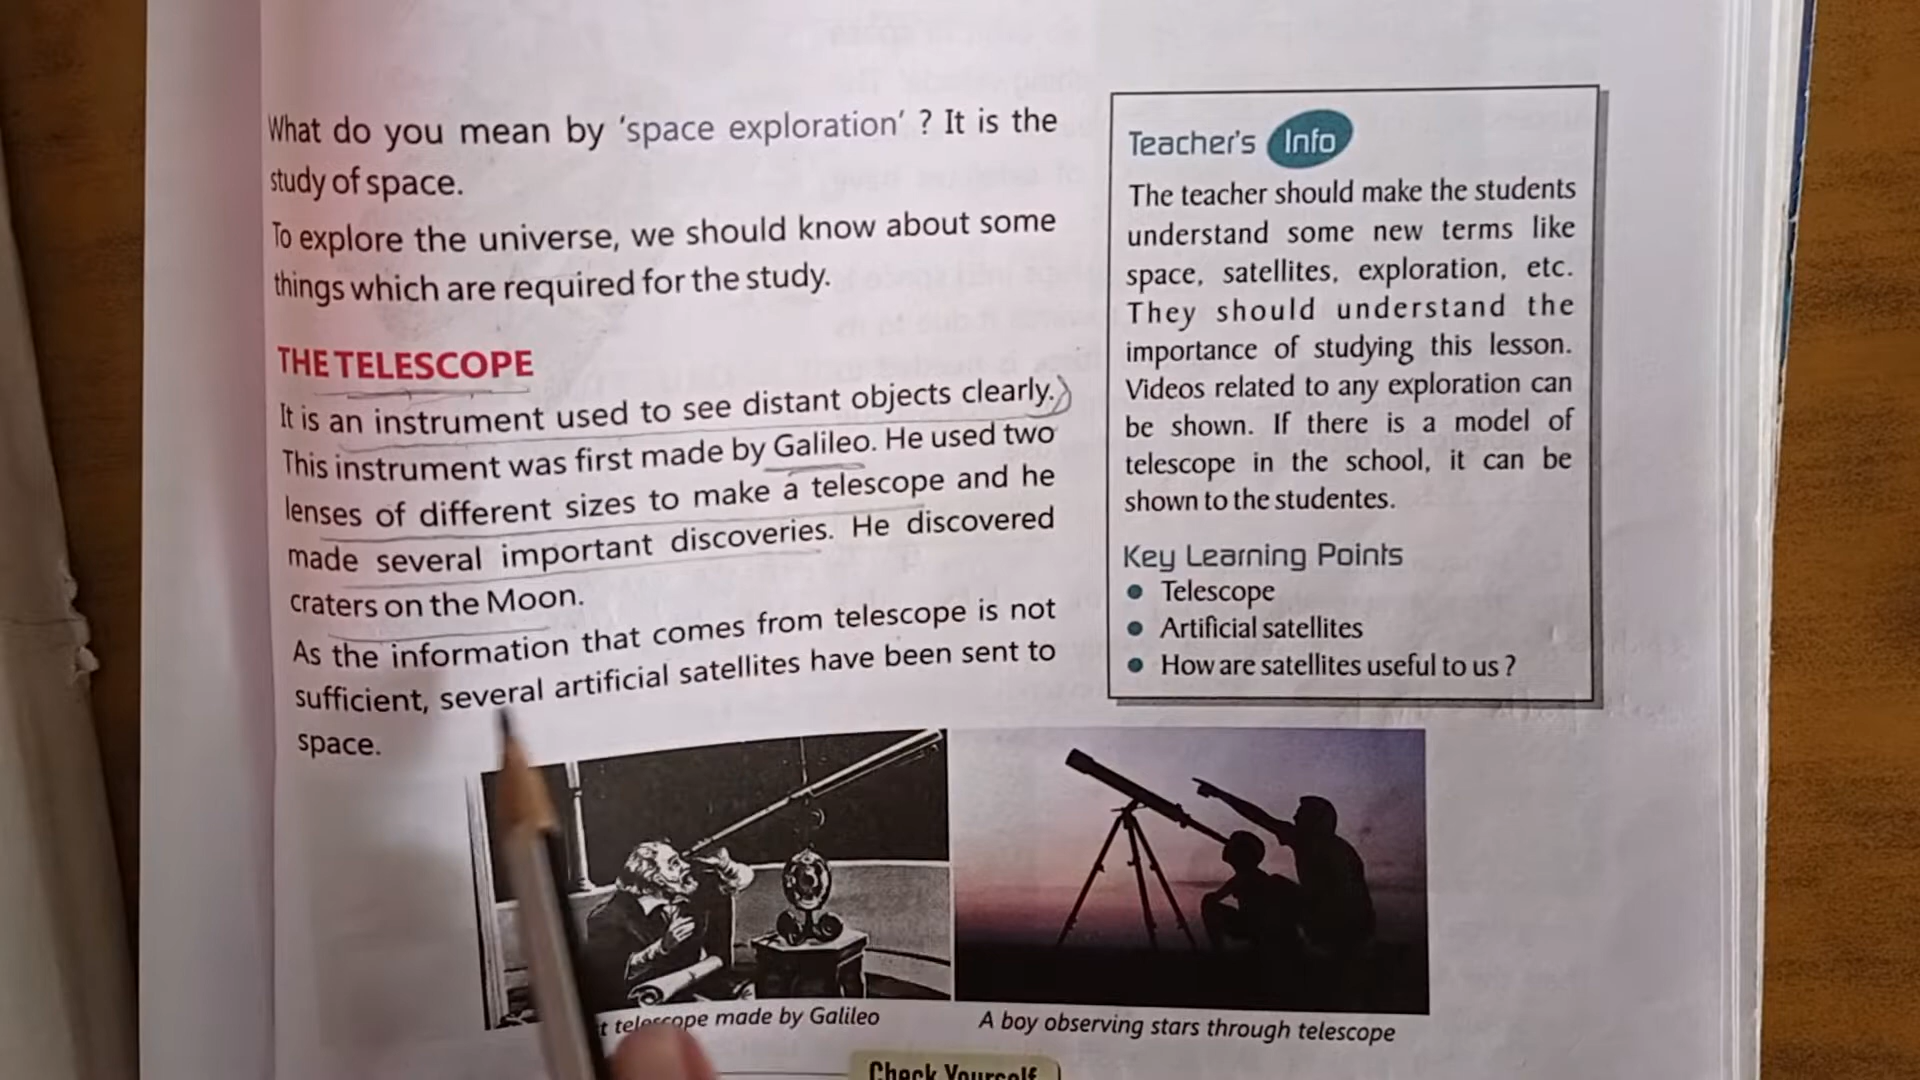 What do you mean by ‘space exploration’ ? It is the
study of space.
To explore the universe, we should know about some
things which are required for the study.
THE TELESCOPE
It is an instrument used to see distant objects clearly.
This instrument was first made by Galileo. He used two
lenses of different sizes to make a telescope and he
made several important discoveries. He discovered
craters on the Moon.
As the information that comes from telescope is not
sufficient, several artificial satellites have been sent to
space.
Teacher's Info
The teacher should make the students
understand some new terms like
space, satellites, exploration, etc.
They should understand the
importance of studying this lesson.
Videos related to any exploration can
be shown. If there is a model of
telescope in the school, it can be
shown to the studentes.
Key Learning Points
• Telescope
• Artificial satellites
• How are satellites useful to us ?
telescope made by Galileo
A boy observing stars through telescope
Check Yourself